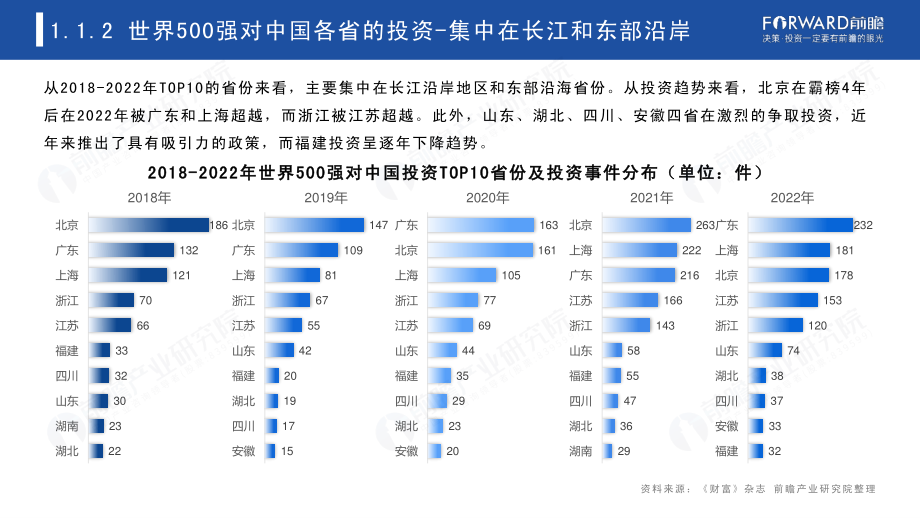 1.1.2 世界500强对中国各省的投资-集中在长江和东部沿岸
FORWARD前瞻
决策·投资一定要有前瞻的眼光
从2018-2022年TOP10的省份来看，主要集中在长江沿岸地区和东部沿海省份。从投资趋势来看，北京在霸榜4年
后在2022年被广东和上海超越，而浙江被江苏超越。此外，山东、湖北、四川、安徽四省在激烈的争取投资，近
年来推出了具有吸引力的政策，而福建投资呈逐年下降趋势。
2018-2022年世界500强对中国投资TOP10省份及投资事件分布（单位：件）
2018年 2019年 2020年 2021年 2022年
北京 186 北京 147 广东 163 北京 263 广东 232
广东 132 广东 109 北京 161 上海 222 上海 181
上海 121 上海 81 上海 105 广东 216 北京 178
浙江 70 浙江 67 浙江 77 江苏 166 江苏 153
江苏 66 江苏 55 江苏 69 浙江 143 浙江 120
福建 33 山东 42 山东 44 山东 58 山东 74
四川 32 福建 20 福建 35 福建 55 湖北 38
山东 30 湖北 19 四川 29 四川 47 四川 37
湖南 23 四川 17 湖北 23 湖北 36 安徽 33
湖北 22 安徽 15 安徽 20 湖南 29 福建 32
资料来源：《财富》杂志 前瞻产业研究院整理